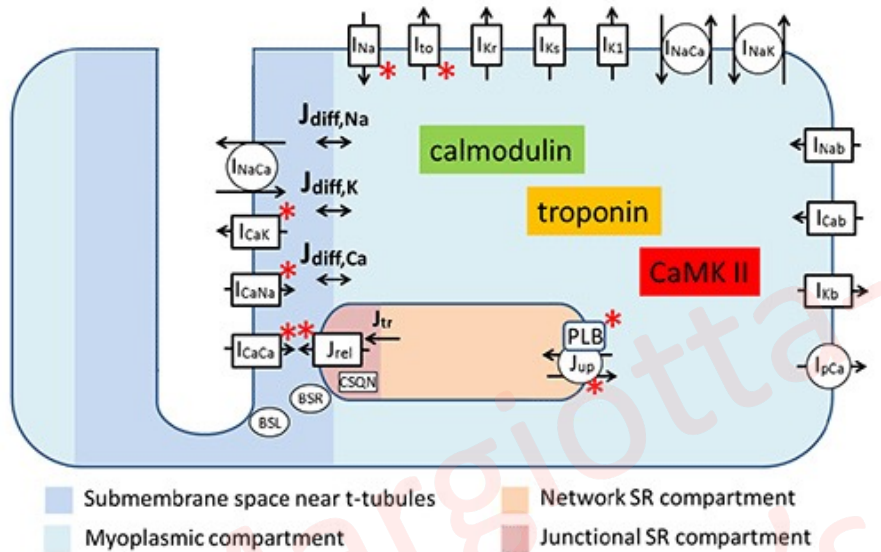 INa * Ito * IKr IKs IK1 INaCa INaK
Jdiff,Na
INaCa
calmodulin
INab
Jdiff,K
*
ICaK
troponin
ICab
Jdiff,Ca
*
ICaNa
CaMK II
IKb
* *
ICaCa
Jrel
Jtr
CSQN
PLB *
Jup
*
IpCa
BSR
BSL
Submembrane space near t-tubules
Network SR compartment
Myoplasmic compartment
Junctional SR compartment